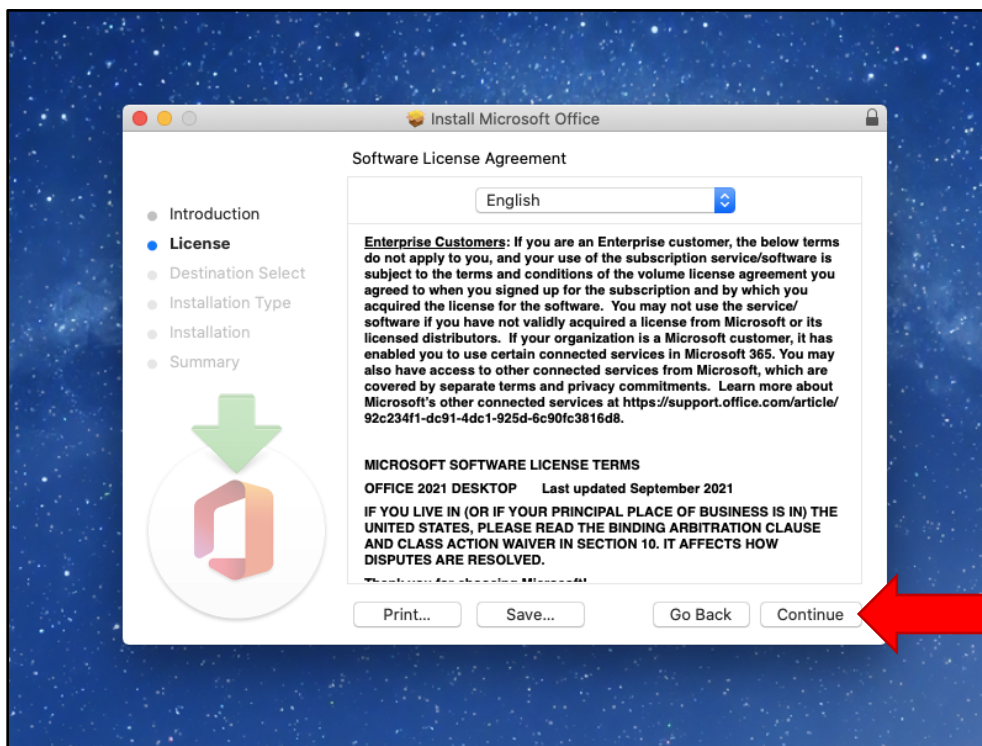 Install Microsoft Office
Software License Agreement
Introduction
License
Destination Select
Installation Type
Installation
Summary
English
Enterprise Customers: If you are an Enterprise customer, the below terms
do not apply to you, and your use of the subscription service/software is
subject to the terms and conditions of the volume license agreement you
agreed to when you signed up for the subscription and by which you
acquired the license for the software.  You may not use the service/
software if you have not validly acquired a license from Microsoft or its
licensed distributors.  If your organization is a Microsoft customer, it has
enabled you to use certain connected services in Microsoft 365. You may
also have access to other connected services from Microsoft, which are
covered by separate terms and privacy commitments.  Learn more about
Microsoft's other connected services at https://support.office.com/article/
92c234f1-dc91-4dc1-925d-6c90fc3816d8.
MICROSOFT SOFTWARE LICENSE TERMS
OFFICE 2021 DESKTOP     Last updated September 2021
IF YOU LIVE IN (OR IF YOUR PRINCIPAL PLACE OF BUSINESS IS IN) THE
UNITED STATES, PLEASE READ THE BINDING ARBITRATION CLAUSE
AND CLASS ACTION WAIVER IN SECTION 10. IT AFFECTS HOW
DISPUTES ARE RESOLVED.
Thank you for choosing Microsoft!
Print...
Save...
Go Back
Continue